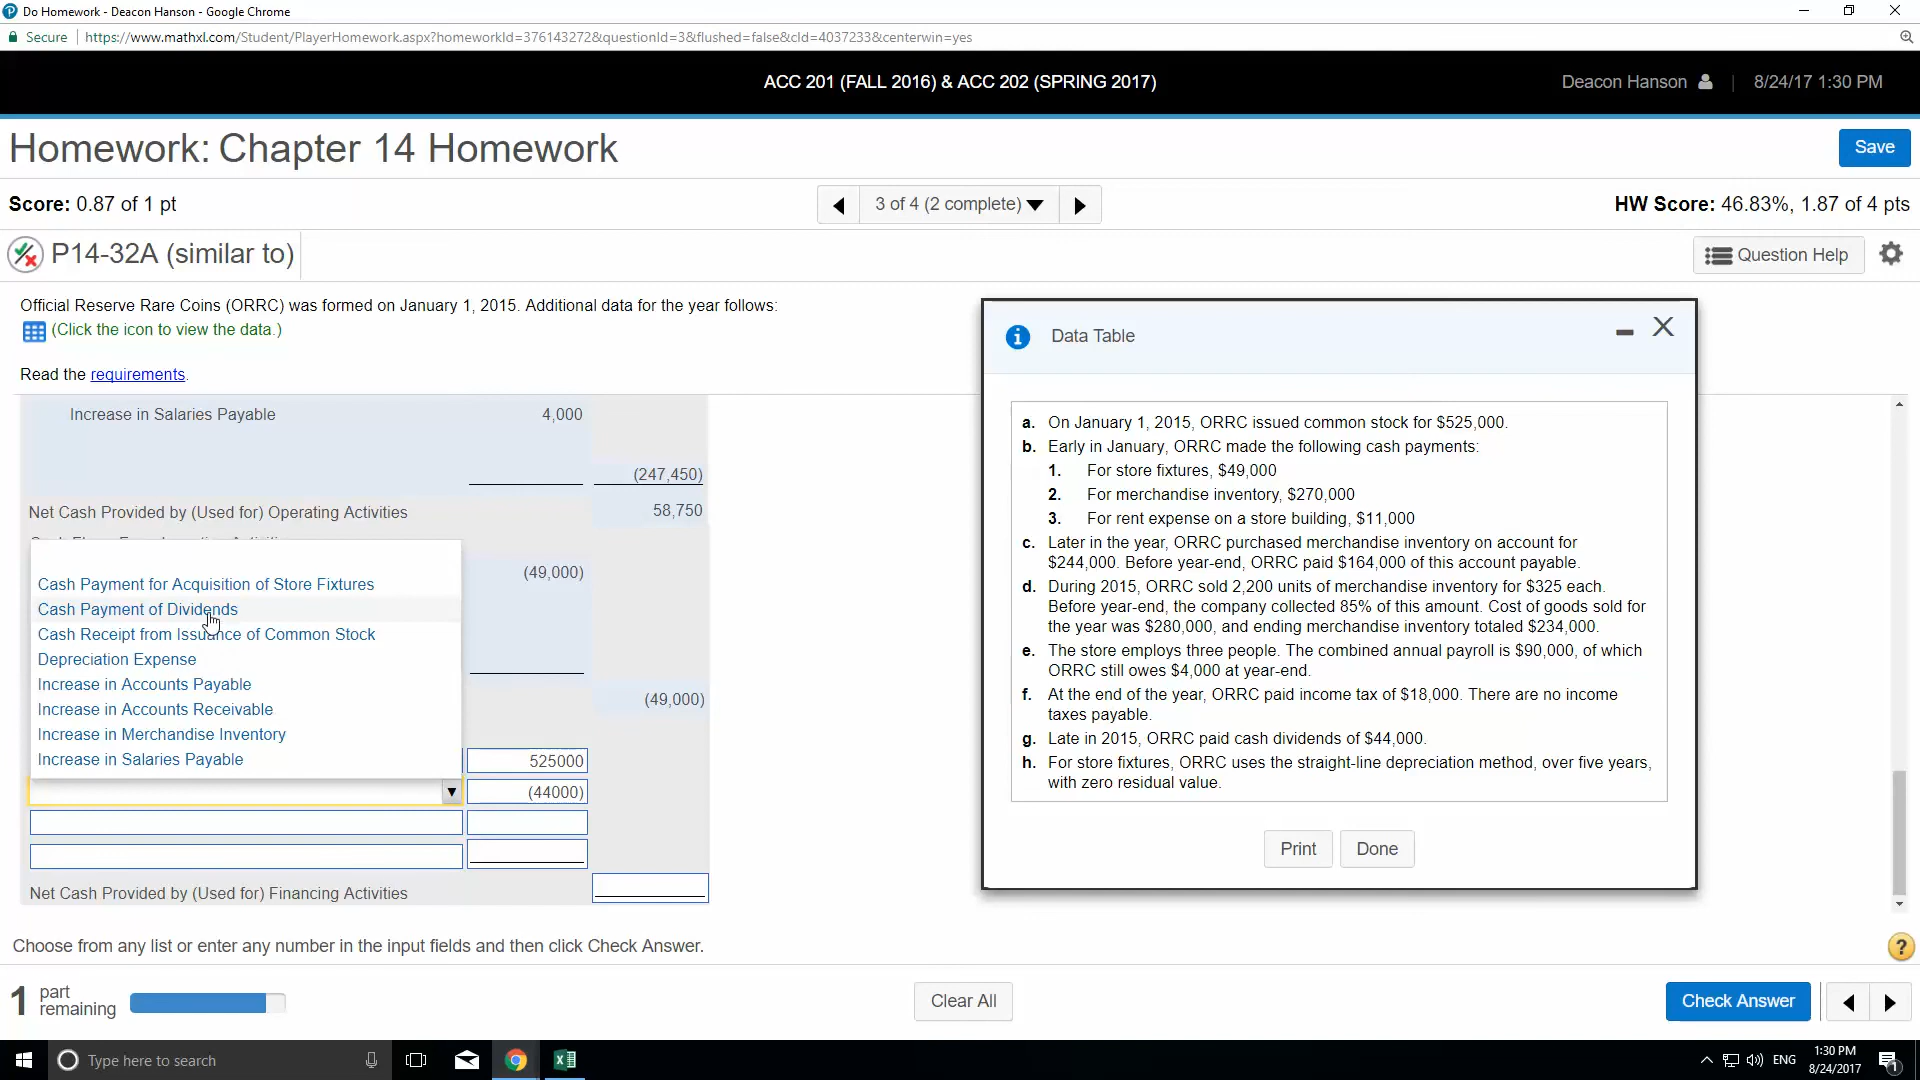 Do Homework - Deacon Hanson - Google Chrome
Secure https://www.mathxl.com/Student/PlayerHomework.aspx?homeworkId=376143272&questionId=3&flushed=false&cId=4037233&centerwin=yes
ACC 201 (FALL 2016) & ACC 202 (SPRING 2017)
Deacon Hanson 8/24/17 1:30 PM
Homework: Chapter 14 Homework
Save
Score: 0.87 of 1 pt
3 of 4 (2 complete)
HW Score: 46.83%, 1.87 of 4 pts
P14-32A (similar to)
Question Help
Official Reserve Rare Coins (ORRC) was formed on January 1, 2015. Additional data for the year follows:
(Click the icon to view the data.)
Read the requirements.
Increase in Salaries Payable 4,000
(247,450)
Net Cash Provided by (Used for) Operating Activities 58,750
(49,000)
Cash Payment for Acquisition of Store Fixtures
Cash Payment of Dividends
Cash Receipt from Issuance of Common Stock
Depreciation Expense
Increase in Accounts Payable
Increase in Accounts Receivable
Increase in Merchandise Inventory
Increase in Salaries Payable
(49,000)
525000
(44000)
Net Cash Provided by (Used for) Financing Activities
Data Table
a. On January 1, 2015, ORRC issued common stock for $525,000.
b. Early in January, ORRC made the following cash payments:
1. For store fixtures, $49,000
2. For merchandise inventory, $270,000
3. For rent expense on a store building, $11,000
c. Later in the year, ORRC purchased merchandise inventory on account for
$244,000. Before year-end, ORRC paid $164,000 of this account payable.
d. During 2015, ORRC sold 2,200 units of merchandise inventory for $325 each.
Before year-end, the company collected 85% of this amount. Cost of goods sold for
the year was $280,000, and ending merchandise inventory totaled $234,000.
e. The store employs three people. The combined annual payroll is $90,000, of which
ORRC still owes $4,000 at year-end.
f. At the end of the year, ORRC paid income tax of $18,000. There are no income
taxes payable.
g. Late in 2015, ORRC paid cash dividends of $44,000.
h. For store fixtures, ORRC uses the straight-line depreciation method, over five years,
with zero residual value.
Print Done
Choose from any list or enter any number in the input fields and then click Check Answer.
?
1 part
remaining
Clear All
Check Answer
Type here to search
ENG
1:30 PM
8/24/2017
1